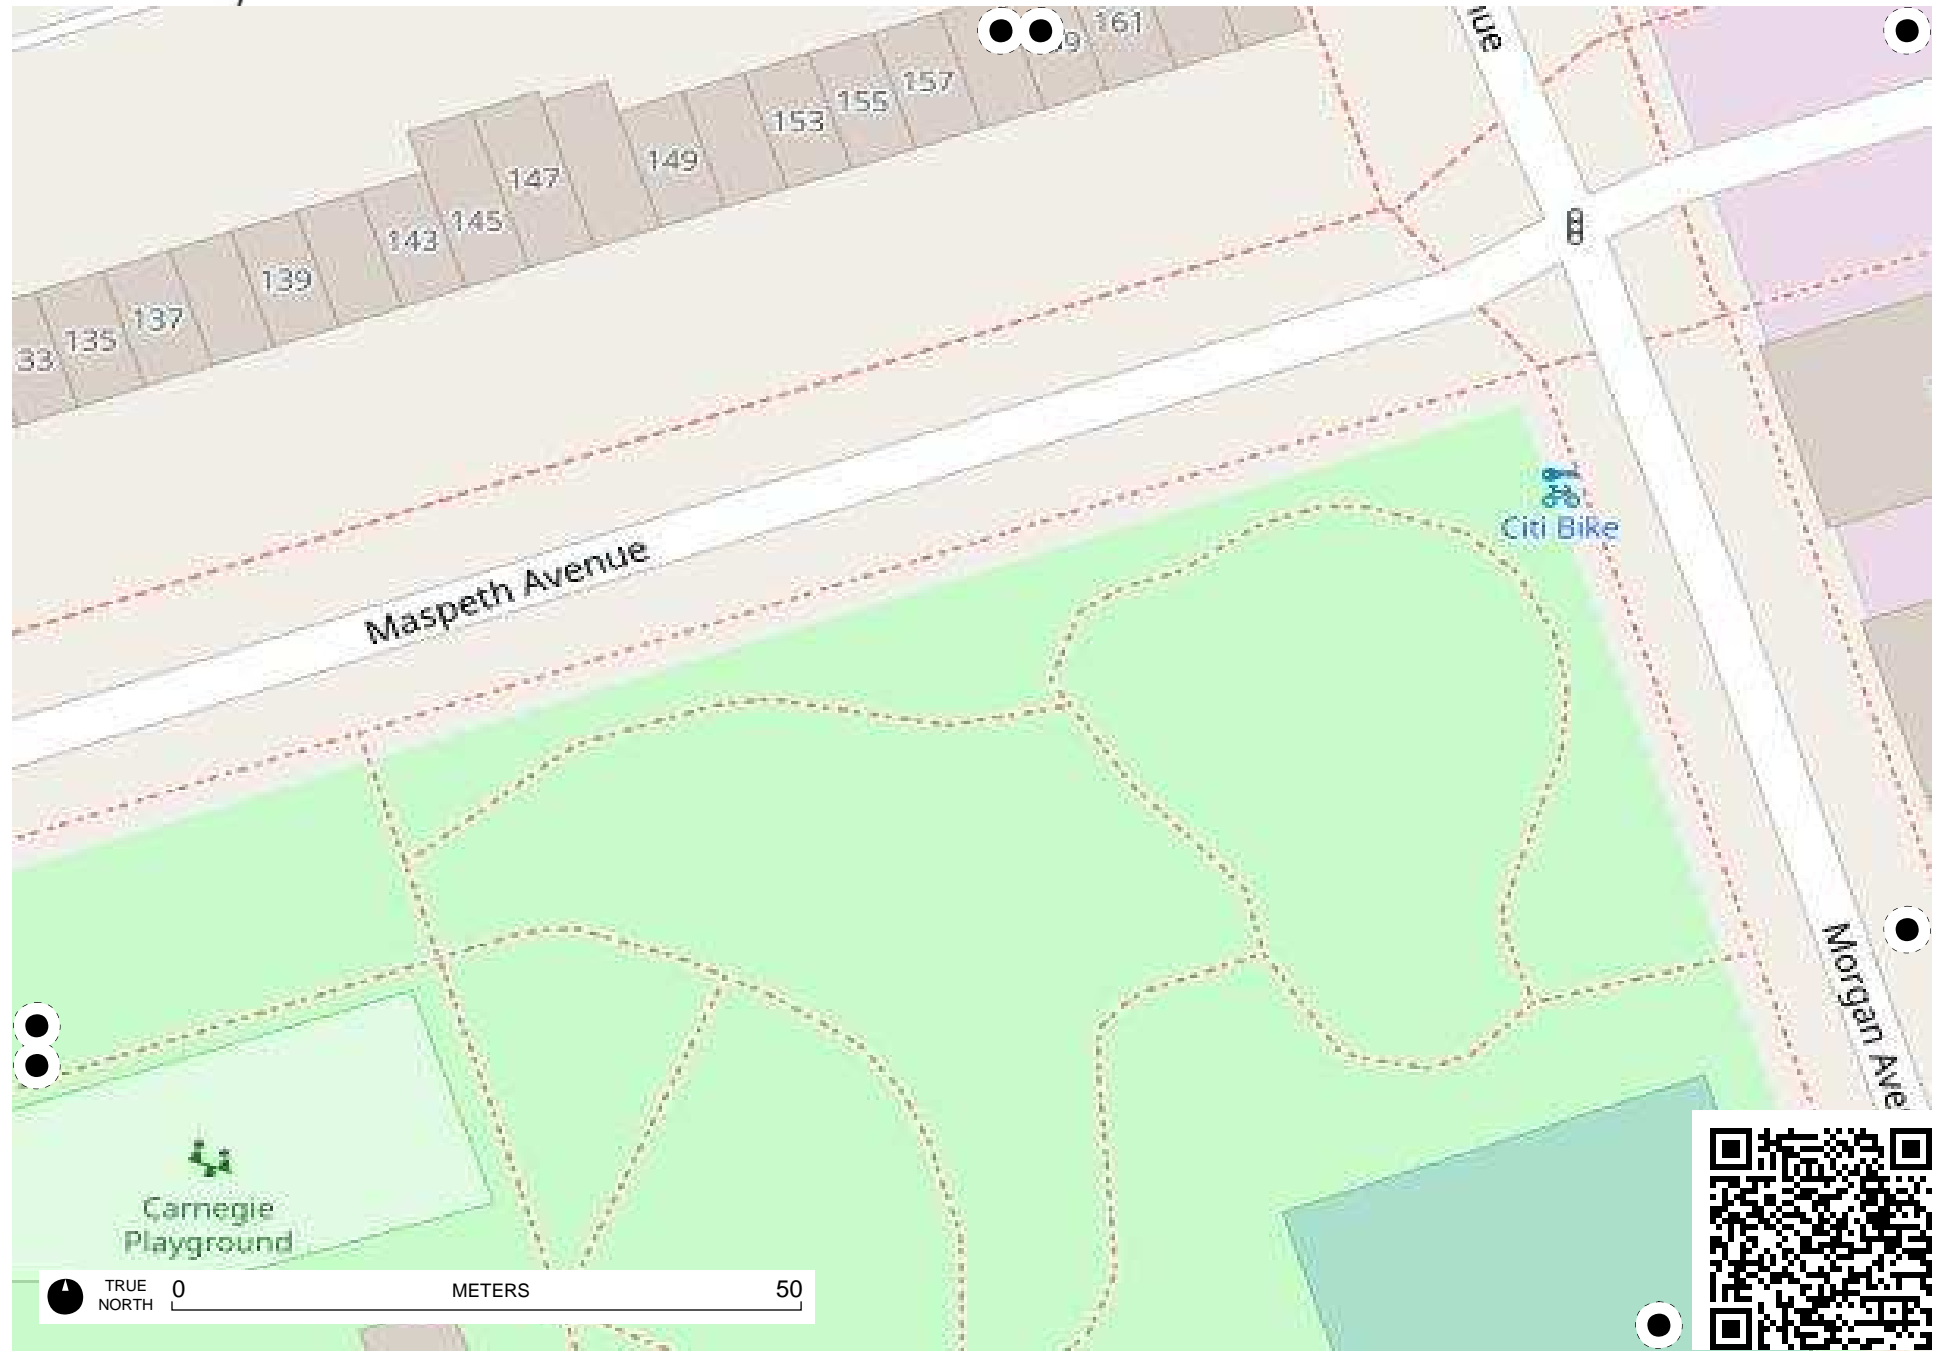 161
157
155
153
149
147
145
143
139
137
135
33
Maspeth Avenue
Citi Bike
Morgan Ave
Carnegie
Playground
TRUE
NORTH
0
METERS
50